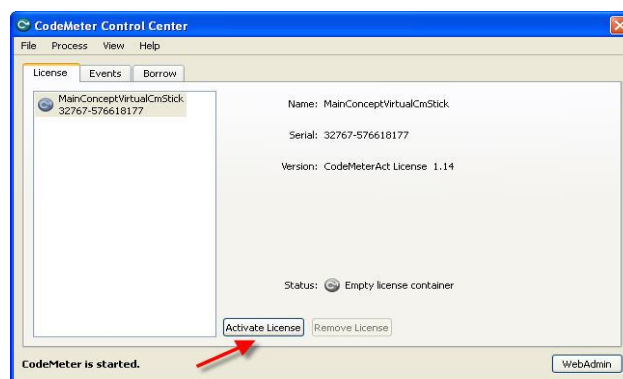 CodeMeter Control Center
File Process View Help
License Events Borrow
MainConceptVirtualCmStick
32767-576618177
Name: MainConceptVirtualCmStick
Serial: 32767-576618177
Version: CodeMeterAct License 1.14
Status: Empty license container
Activate License Remove License
CodeMeter is started.
WebAdmin